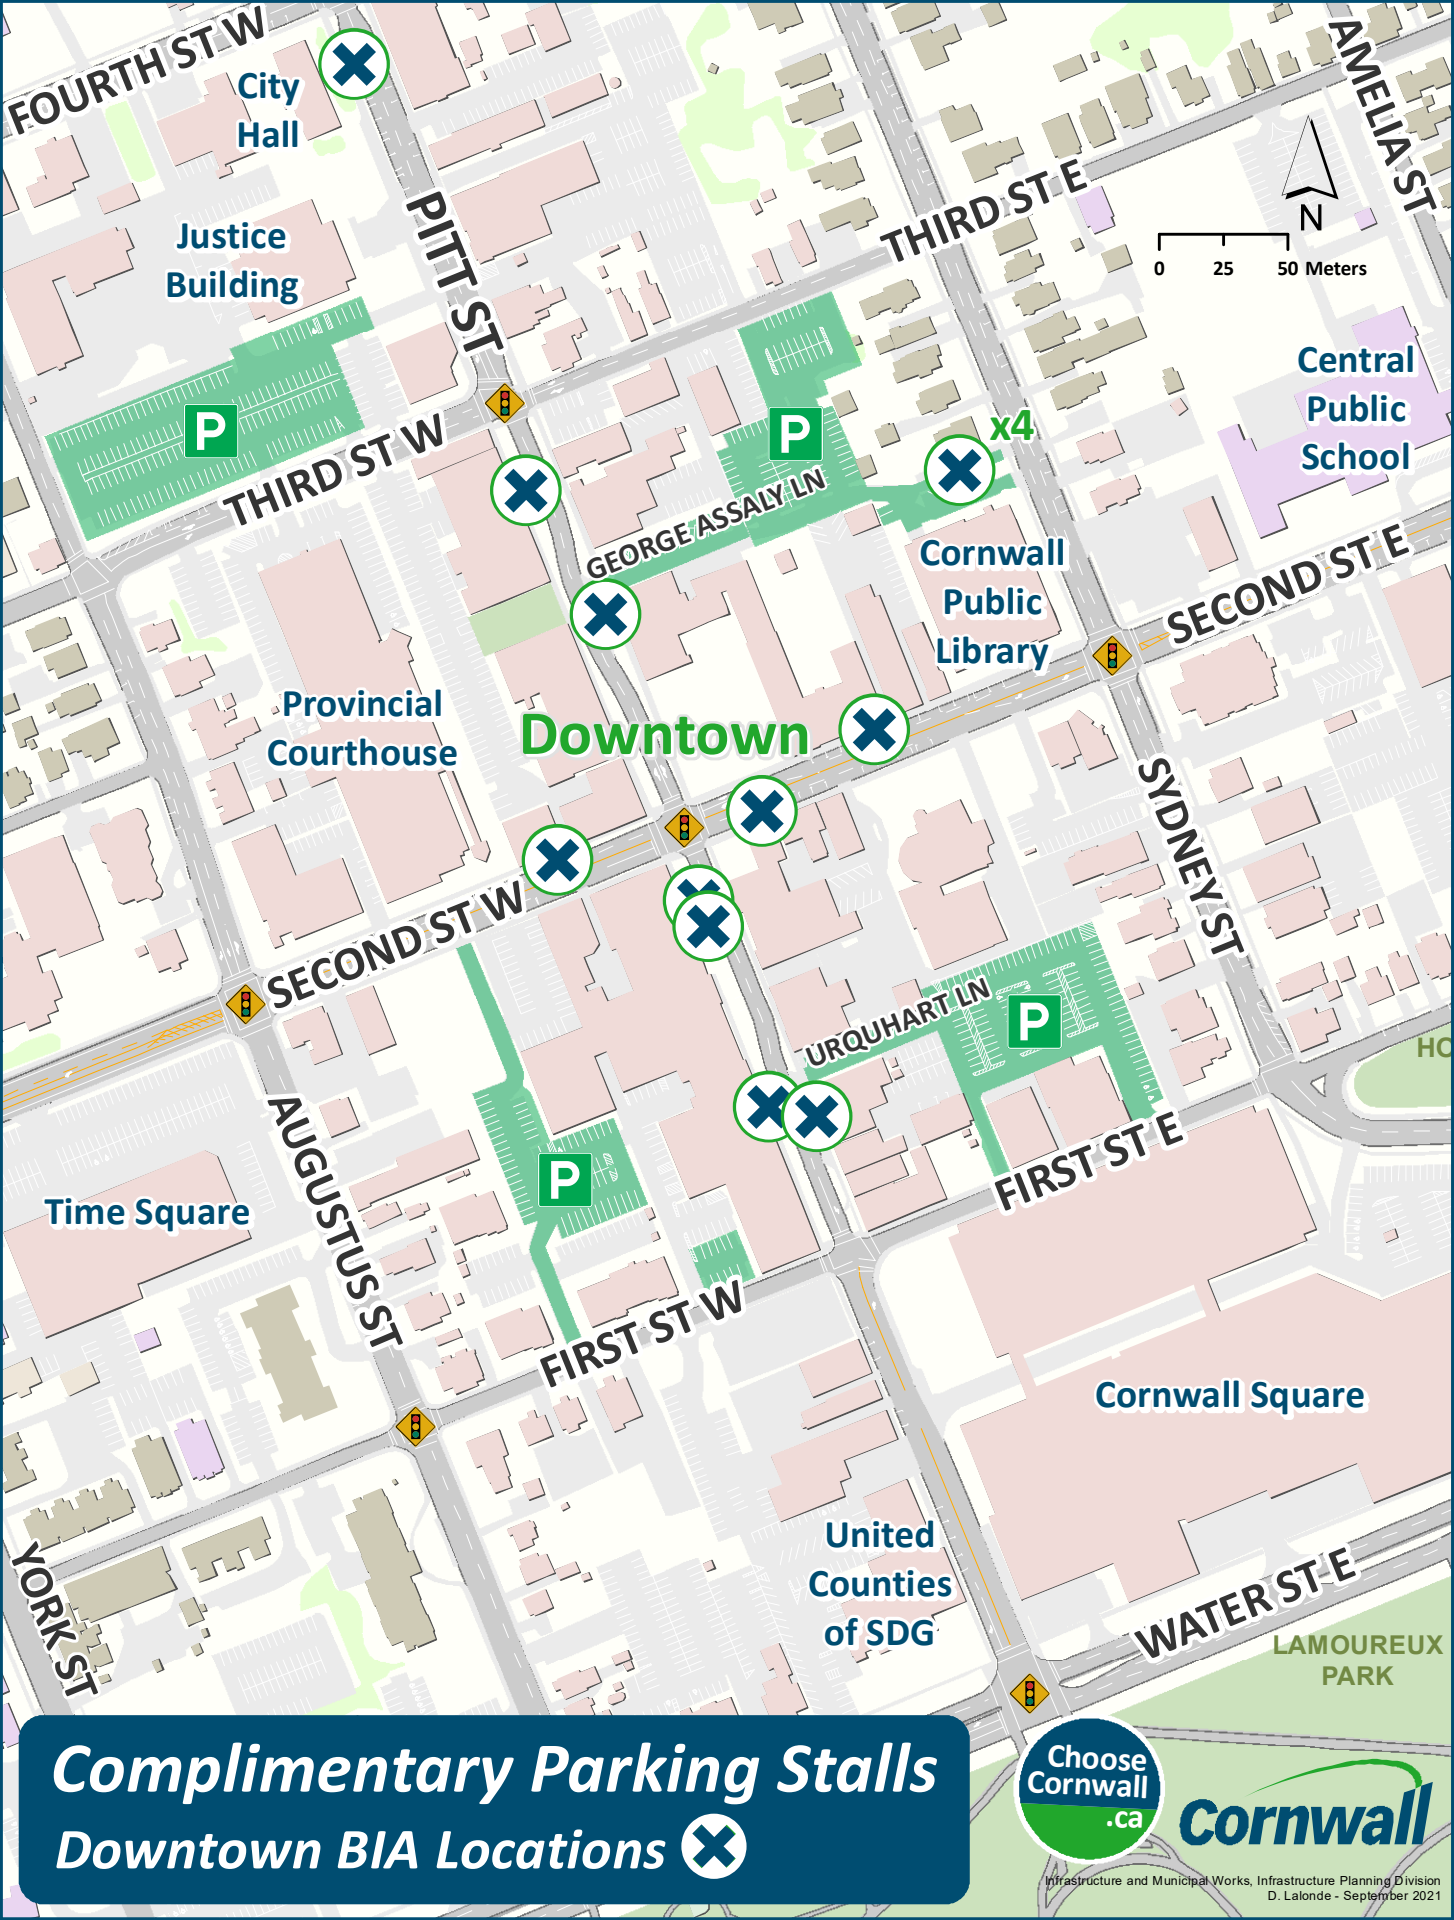 FOURTH ST W
City
Hall
AMELIA ST
THIRD ST E
N
0 25 50 Meters
Justice
Building
PITT ST
Central
Public
School
P
P
x4
THIRD ST W
GEORGE ASSALY LN
Cornwall
Public
Library
SECOND ST E
Provincial
Courthouse
Downtown
SYDNEY ST
SECOND ST W
URQUHART LN
P
HO
AUGUSTUS ST
P
FIRST ST E
Time Square
FIRST ST W
Cornwall Square
United
Counties
of SDG
YORK ST
WATER ST E
LAMOUREUX
PARK
Complimentary Parking Stalls
Downtown BIA Locations
Choose
Cornwall
.ca
Cornwall
Infrastructure and Municipal Works, Infrastructure Planning Division
D. Lalonde - September 2021